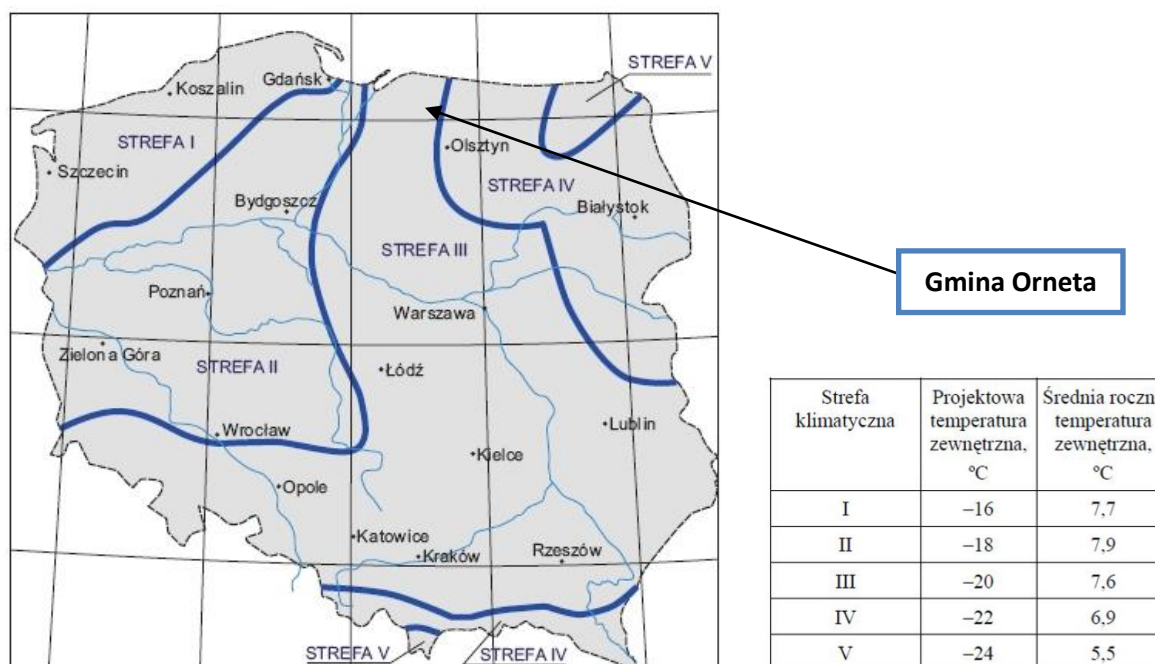 STREFA V
Gdańsk
Koszalin
STREFA I
Olsztyn
Szczecin
STREFA IV
Bydgoszcz
Białystok
STREFA III
Gmina Orneta
Poznań
Warszawa
Zielona Góra
STREFA II
Łódź
Wrocław
Lublin
Kielce
Opole
Katowice
Kraków
Rzeszów
STREFA V
STREFA IV
Strefa klimatyczna
Projektowa temperatura zewnętrzna, ºC
Średnia roczn temperatura zewnętrzna, ºC
I –16 7,7
II –18 7,9
III –20 7,6
IV –22 6,9
V –24 5,5